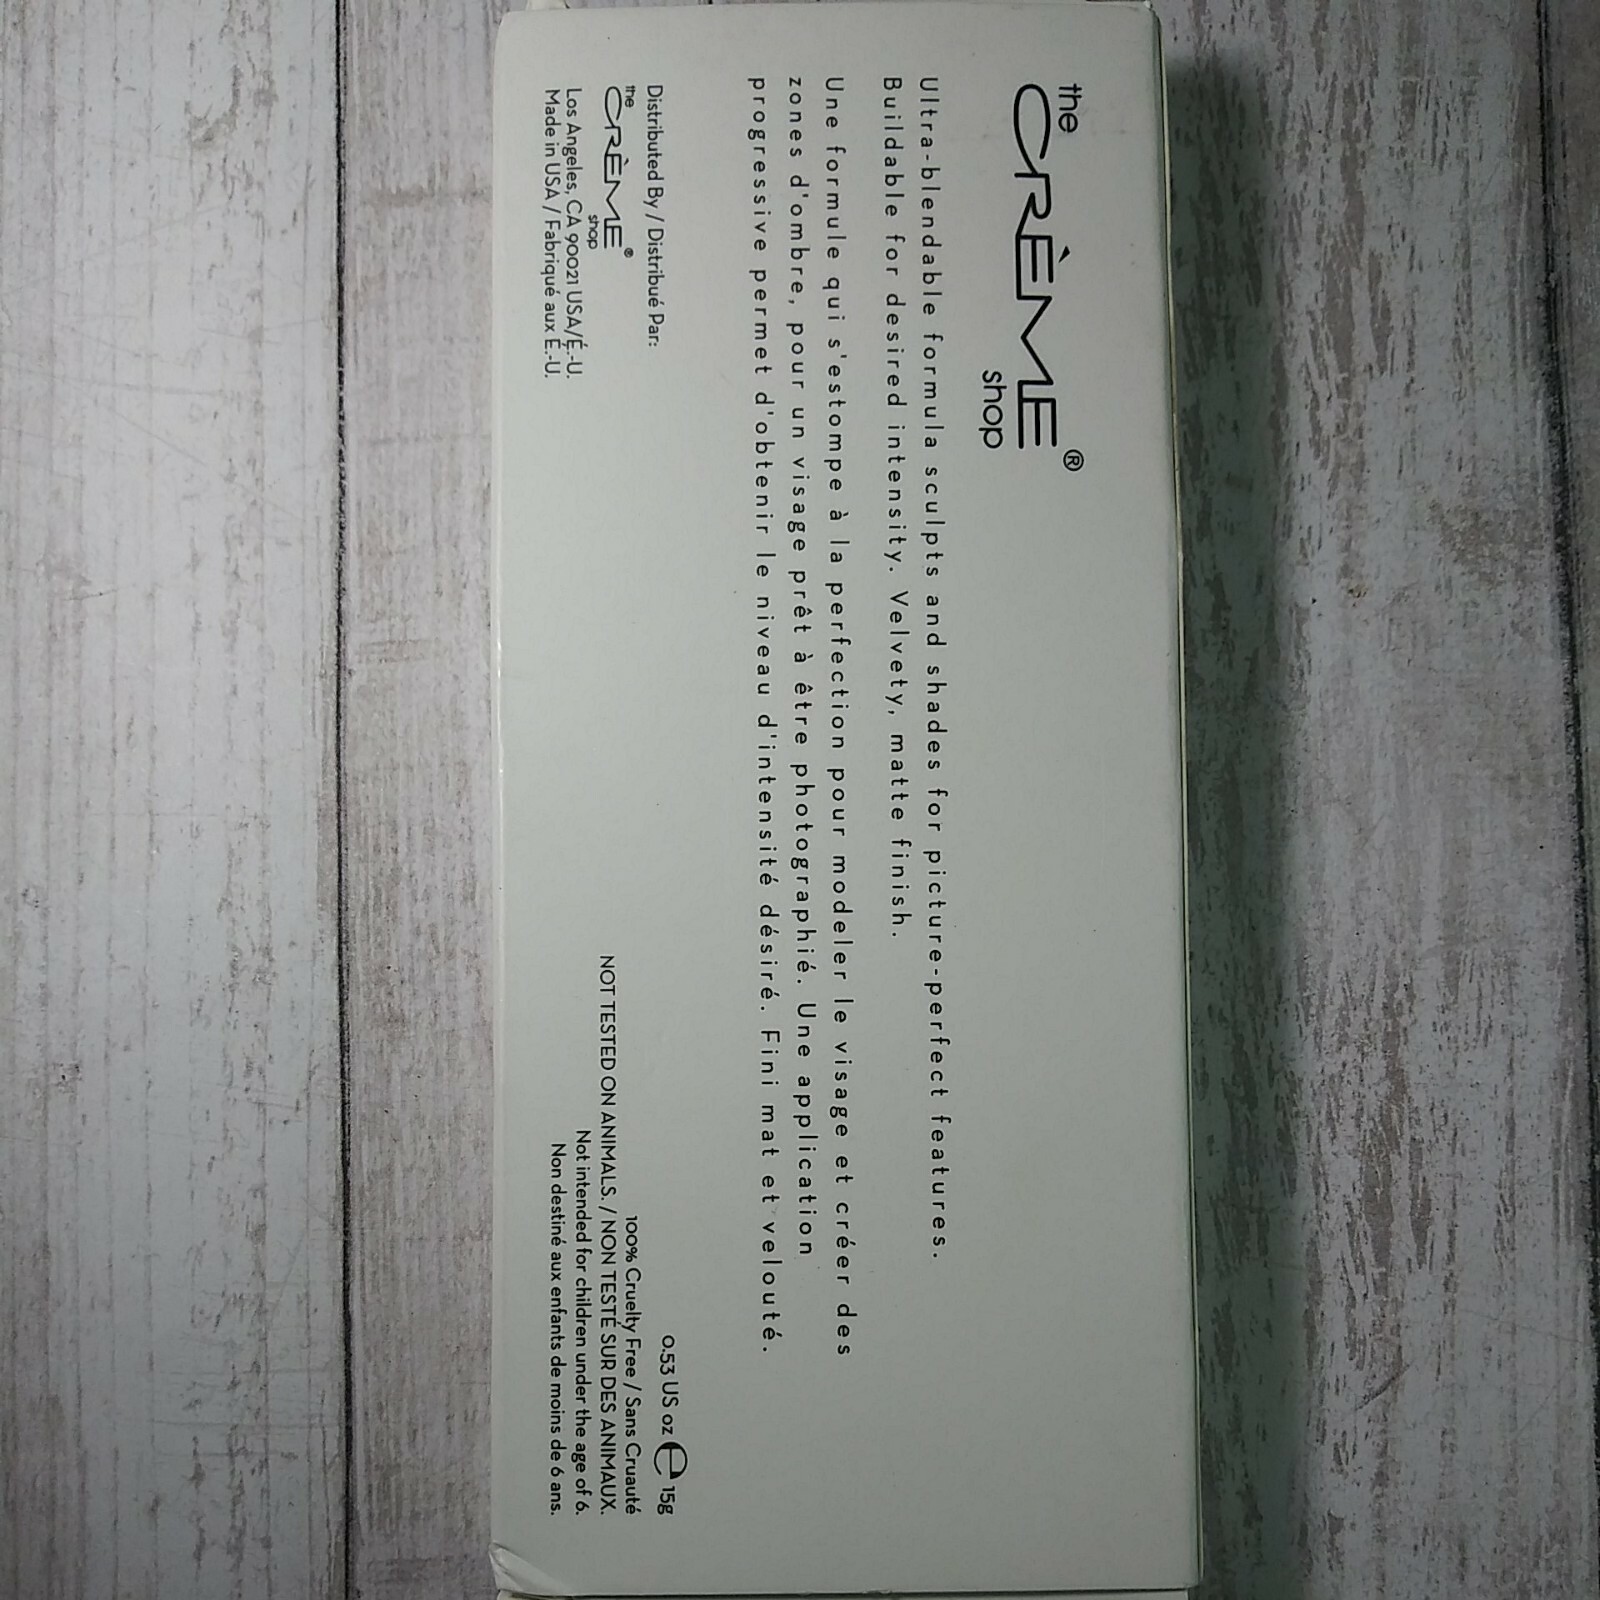 the
CRÈME®
shop
Ultra-blendable formula sculpts and shades for picture-perfect features.
Buildable for desired intensity. Velvety, matte finish.
Une formule qui s'estompe à la perfection pour modeler le visage et créer des
zones d'ombre, pour un visage prêt à être photographié. Une application
progressive permet d'obtenir le niveau d'intensité désiré. Fini mat et velouté.
Distributed By / Distribué Par:
the
CRÈME®
shop
Los Angeles, CA 90021 USA/É.-U.
Made in USA / Fabriqué aux É.-U.
0.53 US oz ℮ 15g
100% Cruelty Free / Sans Cruauté
NOT TESTED ON ANIMALS. / NON TESTÉ SUR DES ANIMAUX.
Not intended for children under the age of 6.
Non destiné aux enfants de moins de 6 ans.